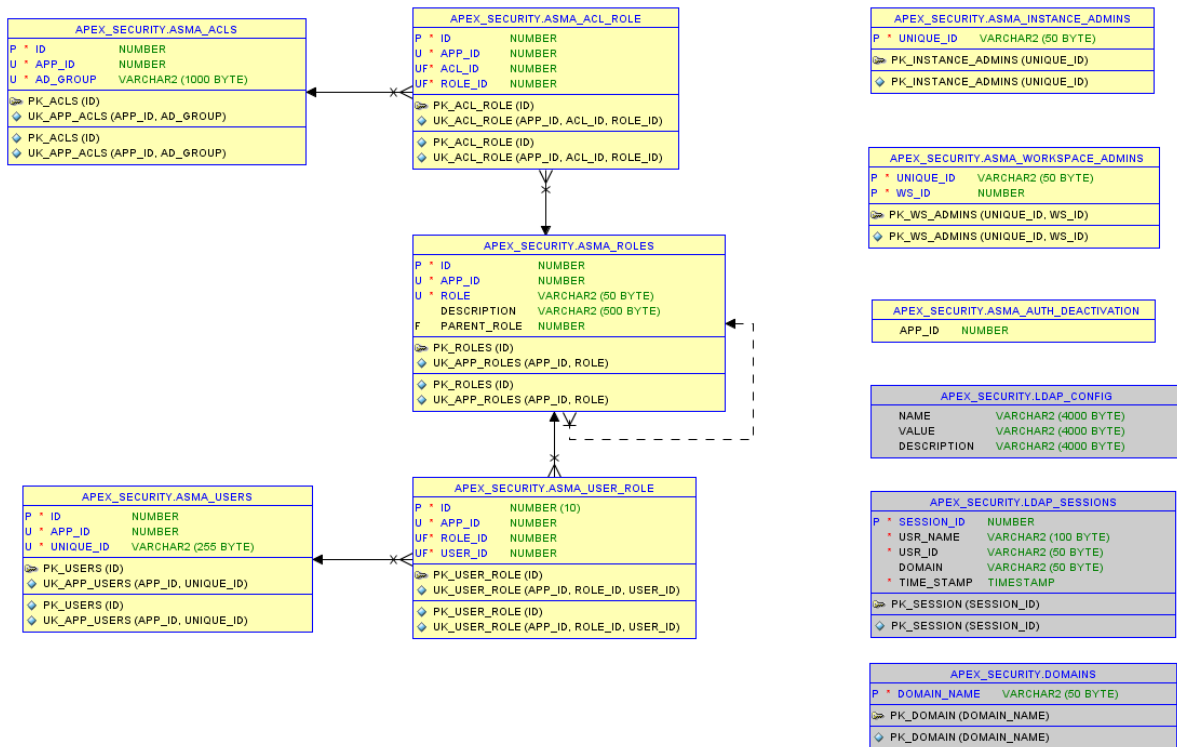 APEX_SECURITY.ASMA_ACLS
P * ID NUMBER
U * APP_ID NUMBER
U * AD_GROUP VARCHAR2 (1000 BYTE)
PK_ACLS (ID)
UK_APP_ACLS (APP_ID, AD_GROUP)
PK_ACLS (ID)
UK_APP_ACLS (APP_ID, AD_GROUP)
APEX_SECURITY.ASMA_ACL_ROLE
P * ID NUMBER
U * APP_ID NUMBER
UF* ACL_ID NUMBER
UF* ROLE_ID NUMBER
PK_ACL_ROLE (ID)
UK_ACL_ROLE (APP_ID, ACL_ID, ROLE_ID)
PK_ACL_ROLE (ID)
UK_ACL_ROLE (APP_ID, ACL_ID, ROLE_ID)
APEX_SECURITY.ASMA_ROLES
P * ID NUMBER
U * APP_ID NUMBER
U * ROLE VARCHAR2 (50 BYTE)
DESCRIPTION VARCHAR2 (500 BYTE)
F PARENT_ROLE NUMBER
PK_ROLES (ID)
UK_APP_ROLES (APP_ID, ROLE)
PK_ROLES (ID)
UK_APP_ROLES (APP_ID, ROLE)
APEX_SECURITY.ASMA_USERS
P * ID NUMBER
U * APP_ID NUMBER
U * UNIQUE_ID VARCHAR2 (255 BYTE)
PK_USERS (ID)
UK_APP_USERS (APP_ID, UNIQUE_ID)
PK_USERS (ID)
UK_APP_USERS (APP_ID, UNIQUE_ID)
APEX_SECURITY.ASMA_USER_ROLE
P * ID NUMBER (10)
U * APP_ID NUMBER
UF* ROLE_ID NUMBER
UF* USER_ID NUMBER
PK_USER_ROLE (ID)
UK_USER_ROLE (APP_ID, ROLE_ID, USER_ID)
PK_USER_ROLE (ID)
UK_USER_ROLE (APP_ID, ROLE_ID, USER_ID)
APEX_SECURITY.ASMA_INSTANCE_ADMINS
P * UNIQUE_ID VARCHAR2 (50 BYTE)
PK_INSTANCE_ADMINS (UNIQUE_ID)
PK_INSTANCE_ADMINS (UNIQUE_ID)
APEX_SECURITY.ASMA_WORKSPACE_ADMINS
P * UNIQUE_ID VARCHAR2 (50 BYTE)
P * WS_ID NUMBER
PK_WS_ADMINS (UNIQUE_ID, WS_ID)
PK_WS_ADMINS (UNIQUE_ID, WS_ID)
APEX_SECURITY.ASMA_AUTH_DEACTIVATION
APP_ID NUMBER
APEX_SECURITY.LDAP_CONFIG
NAME VARCHAR2 (4000 BYTE)
VALUE VARCHAR2 (4000 BYTE)
DESCRIPTION VARCHAR2 (4000 BYTE)
APEX_SECURITY.LDAP_SESSIONS
P * SESSION_ID NUMBER
* USR_NAME VARCHAR2 (100 BYTE)
* USR_ID VARCHAR2 (50 BYTE)
DOMAIN VARCHAR2 (50 BYTE)
* TIME_STAMP TIMESTAMP
PK_SESSION (SESSION_ID)
PK_SESSION (SESSION_ID)
APEX_SECURITY.DOMAINS
P * DOMAIN_NAME VARCHAR2 (50 BYTE)
PK_DOMAIN (DOMAIN_NAME)
PK_DOMAIN (DOMAIN_NAME)